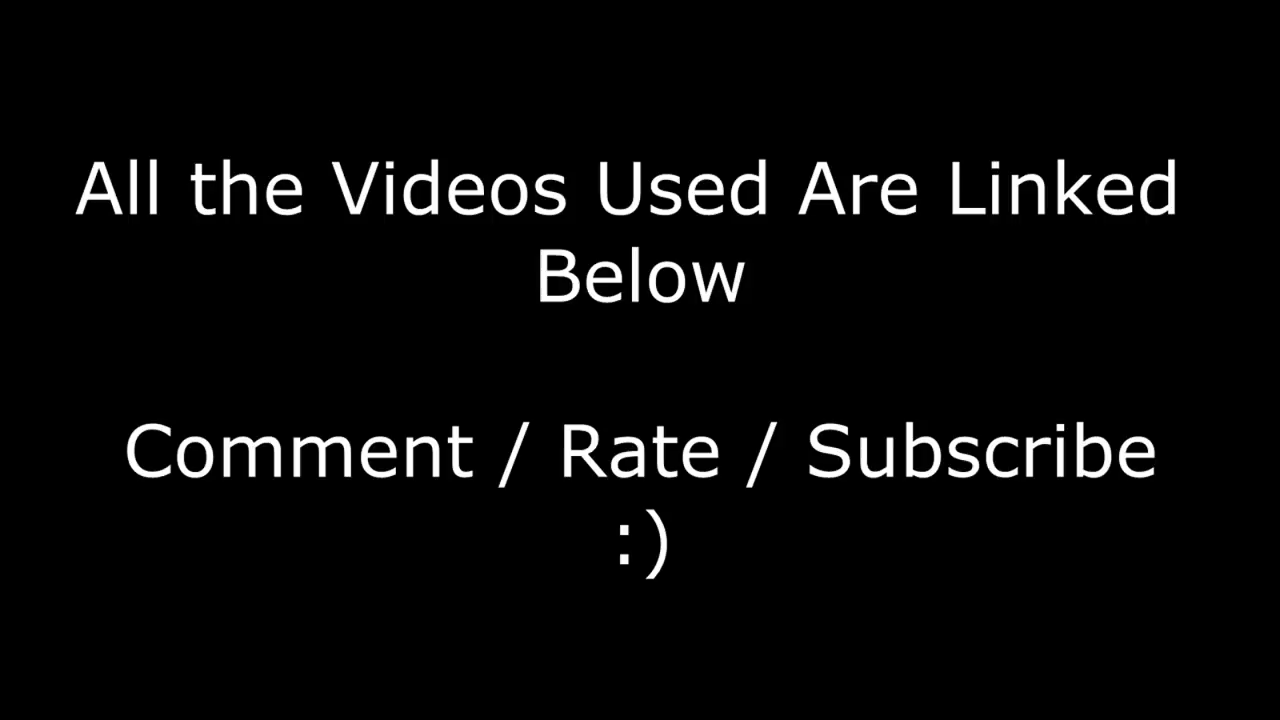 All the Videos Used Are Linked
Below
Comment / Rate / Subscribe
:)